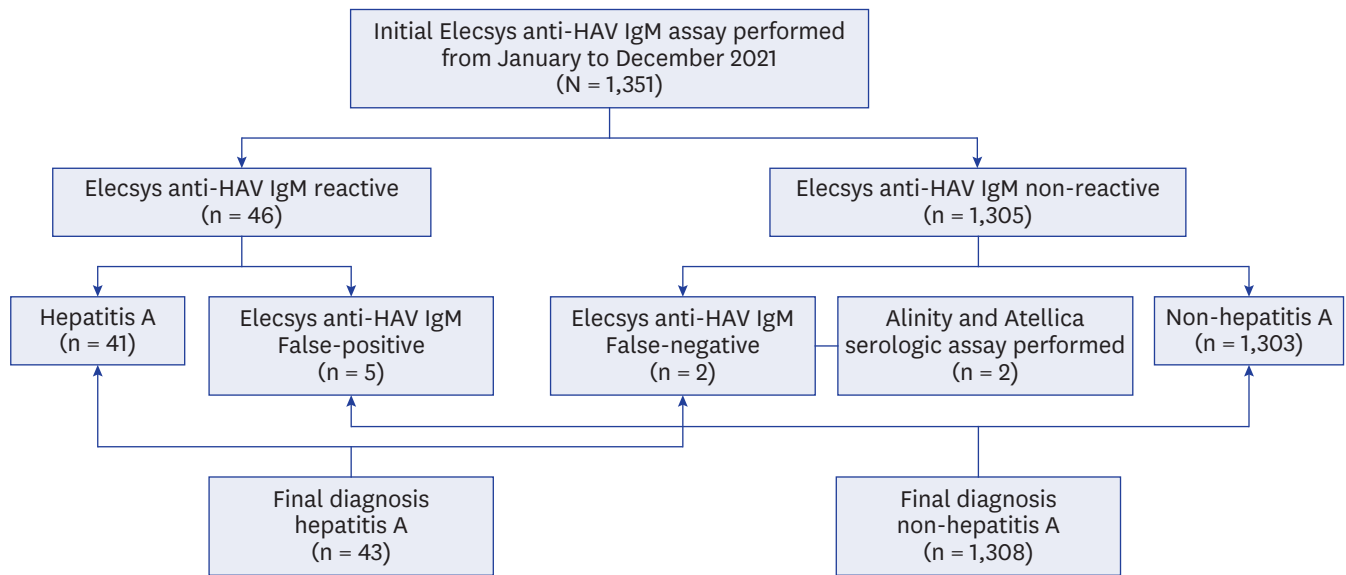 Initial Elecsys anti-HAV IgM assay performed
from January to December 2021
(N = 1,351)
Elecsys anti-HAV IgM reactive
(n = 46)
Elecsys anti-HAV IgM non-reactive
(n = 1,305)
Hepatitis A
(n = 41)
Elecsys anti-HAV IgM
False-positive
(n = 5)
Elecsys anti-HAV IgM
False-negative
(n = 2)
Alinity and Atellica
serologic assay performed
(n = 2)
Non-hepatitis A
(n = 1,303)
Final diagnosis
hepatitis A
(n = 43)
Final diagnosis
non-hepatitis A
(n = 1,308)